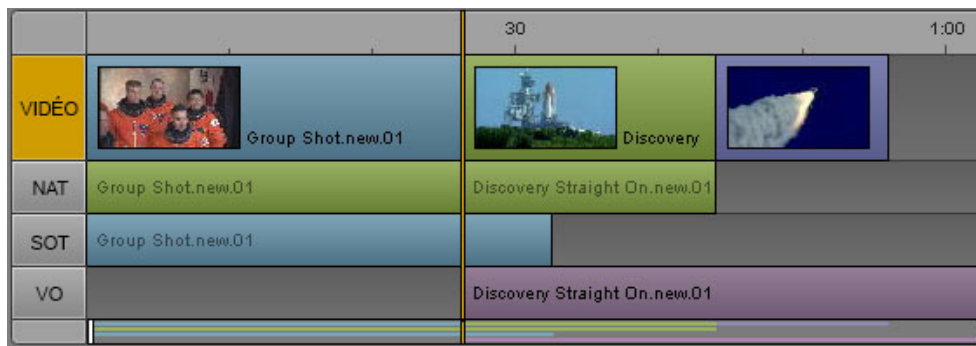 30 1:00
VIDÉO Group Shot.new.01 Discovery
NAT Group Shot.new.01 Discovery Straight On.new.01
SOT Group Shot.new.01
VO Discovery Straight On.new.01